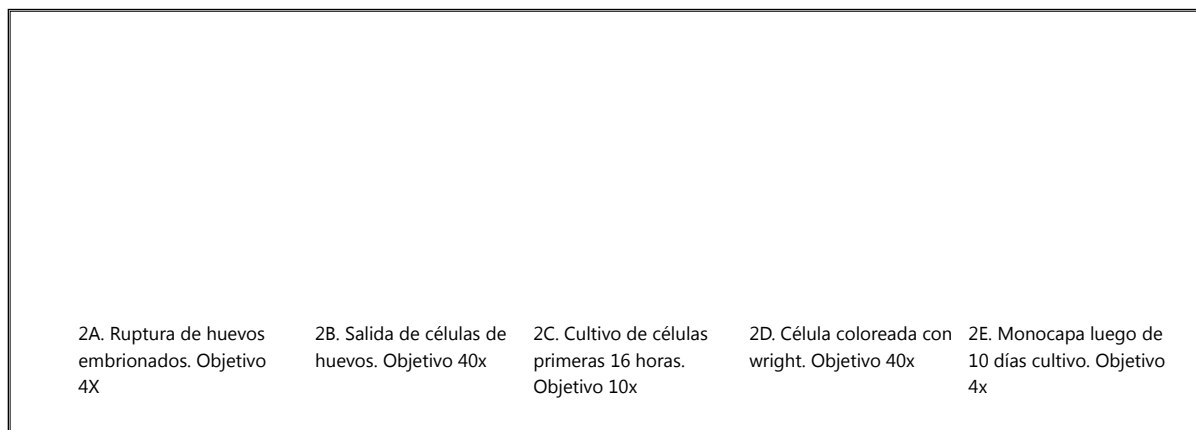 2A. Ruptura de huevos
embrionados. Objetivo
4X
2B. Salida de células de
huevos. Objetivo 40x
2C. Cultivo de células
primeras 16 horas.
Objetivo 10x
2D. Célula coloreada con
wright. Objetivo 40x
2E. Monocapa luego de
10 días cultivo. Objetivo
4x